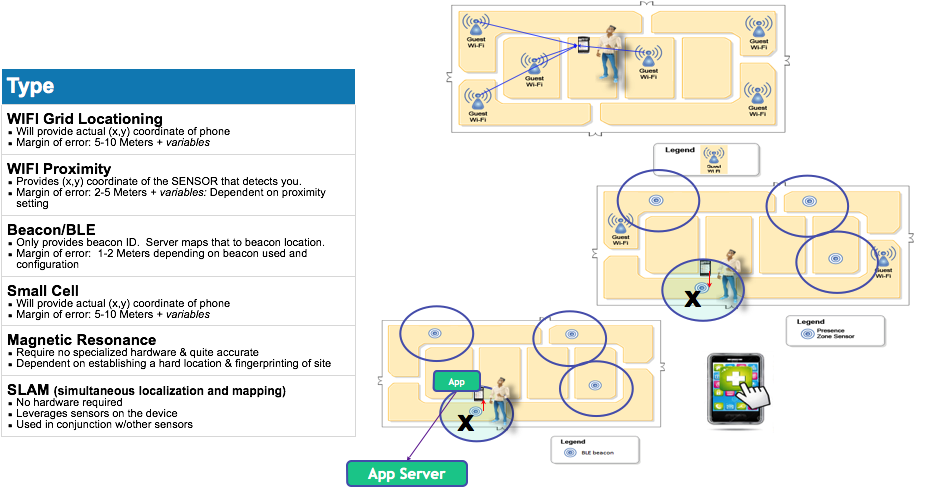 Type
WIFI Grid Locationing
▪ Will provide actual (x,y) coordinate of phone
▪ Margin of error: 5-10 Meters + variables
WIFI Proximity
▪ Provides (x,y) coordinate of the SENSOR that detects you.
▪ Margin of error: 2-5 Meters + variables: Dependent on proximity
setting
Beacon/BLE
▪ Only provides beacon ID.  Server maps that to beacon location.
▪ Margin of error:  1-2 Meters depending on beacon used and
configuration
Small Cell
▪ Will provide actual (x,y) coordinate of phone
▪ Margin of error: 5-10 Meters + variables
Magnetic Resonance
▪ Require no specialized hardware & quite accurate
▪ Dependent on establishing a hard location & fingerprinting of site
SLAM (simultaneous localization and mapping)
▪ No hardware required
▪ Leverages sensors on the device
▪ Used in conjunction w/other sensors
Guest
Wi-Fi
Guest
Wi-Fi
Guest
Wi-Fi
Guest
Wi-Fi
Guest
Wi-Fi
Guest
Wi-Fi
Legend
Guest
Wi Fi
Guest
Wi-Fi
Guest
Wi-Fi
X
Legend
Presence
Zone Sensor
App
X
Legend
BLE beacon
App Server